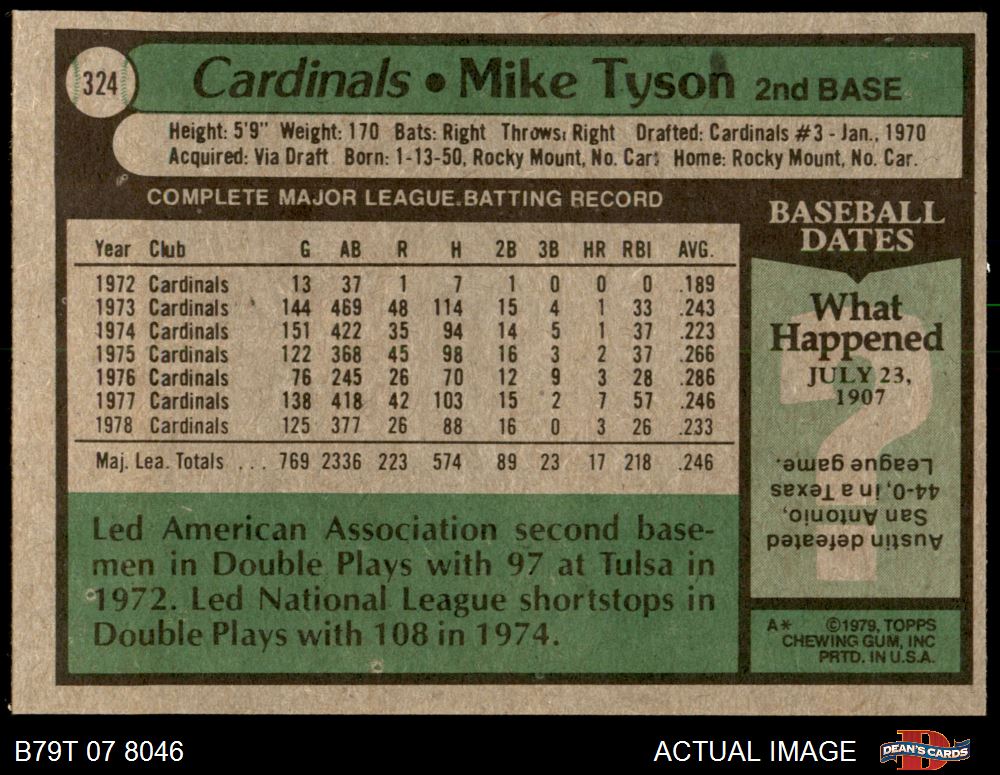 324
Cardinals • Mike Tyson 2nd BASE
Height: 5'9" Weight: 170 Bats: Right Throws: Right Drafted: Cardinals #3 - Jan., 1970
Acquired: Via Draft Born: 1-13-50, Rocky Mount, No. Car. Home: Rocky Mount, No. Car.
COMPLETE MAJOR LEAGUE BATTING RECORD
Year Club G AB R H 2B 3B HR RBI AVG.
1972 Cardinals 13 37 1 7 1 0 0 0 .189
1973 Cardinals 144 469 48 114 15 4 1 33 .243
1974 Cardinals 151 422 35 94 14 5 1 37 .223
1975 Cardinals 122 368 45 98 16 3 2 37 .266
1976 Cardinals 76 245 26 70 12 9 3 28 .286
1977 Cardinals 138 418 42 103 15 2 7 57 .246
1978 Cardinals 125 377 26 88 16 0 3 26 .233
Maj. Lea. Totals ... 769 2336 223 574 89 23 17 218 .246
Led American Association second base-
men in Double Plays with 97 at Tulsa in
1972. Led National League shortstops in
Double Plays with 108 in 1974.
BASEBALL
DATES
What
Happened
JULY 23,
1907
?
Austin defeated
San Antonio,
44-0, in a Texas
League game.
A* ©1979, TOPPS
CHEWING GUM, INC
PRTD. IN U.S.A.
B79T 07 8046
ACTUAL IMAGE
D
DEAN'S CARDS